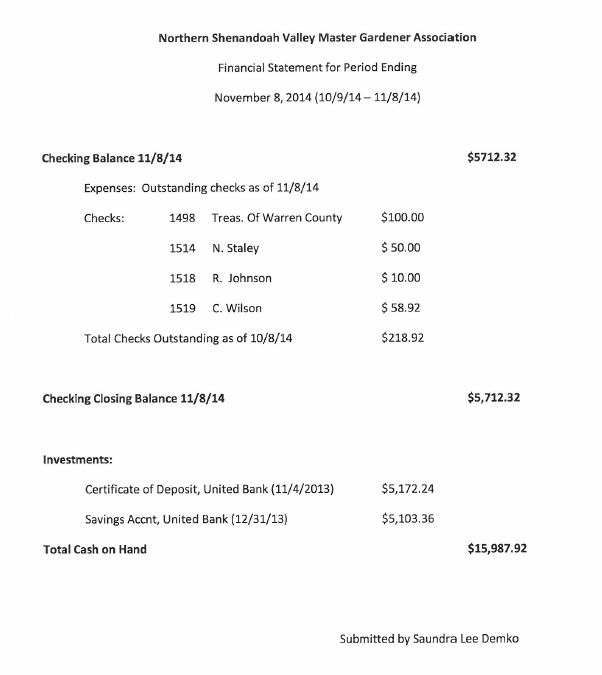 Northern Shenandoah Valley Master Gardener Association
Financial Statement for Period Ending
November 8, 2014 (10/9/14 – 11/8/14)
Checking Balance 11/8/14 $5712.32
Expenses: Outstanding checks as of 11/8/14
Checks: 1498 Treas. Of Warren County $100.00
1514 N. Staley $ 50.00
1518 R. Johnson $ 10.00
1519 C. Wilson $ 58.92
Total Checks Outstanding as of 10/8/14 $218.92
Checking Closing Balance 11/8/14 $5,712.32
Investments:
Certificate of Deposit, United Bank (11/4/2013) $5,172.24
Savings Accnt, United Bank (12/31/13) $5,103.36
Total Cash on Hand $15,987.92
Submitted by Saundra Lee Demko